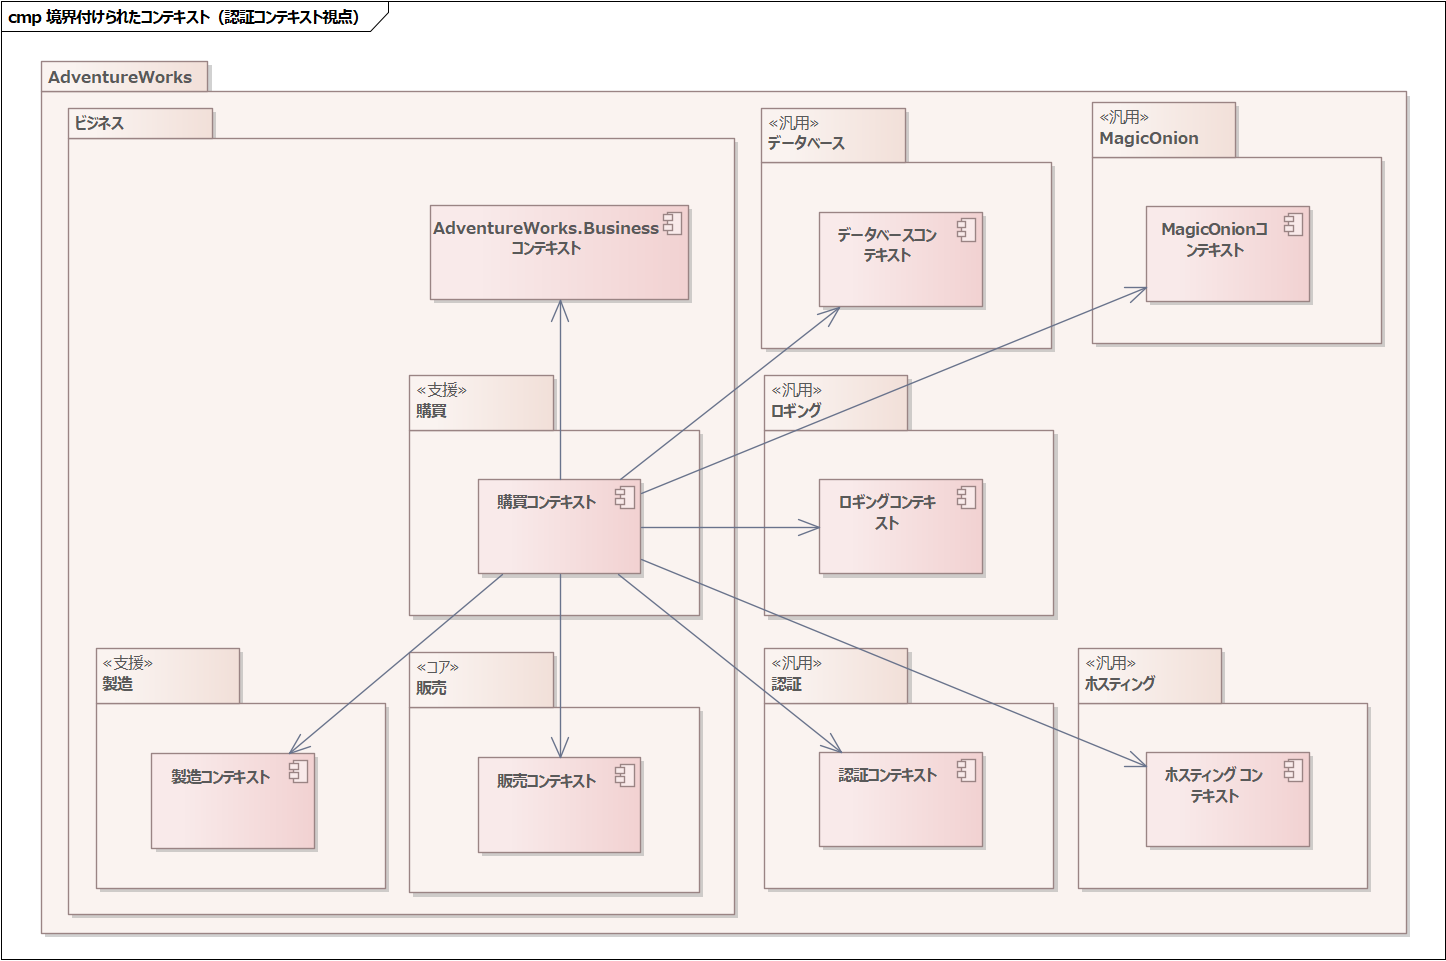 cmp 境界付けられたコンテキスト（認証コンテキスト視点）
AdventureWorks
ビジネス
AdventureWorks.Business
コンテキスト
«汎用»
データベース
データベースコン
テキスト
«汎用»
MagicOnion
MagicOnionコ
ンテキスト
«支援»
購買
購買コンテキスト
«汎用»
ロギング
ロギングコンテキ
スト
«支援»
製造
製造コンテキスト
«コア»
販売
販売コンテキスト
«汎用»
認証
認証コンテキスト
«汎用»
ホスティング
ホスティング コン
テキスト